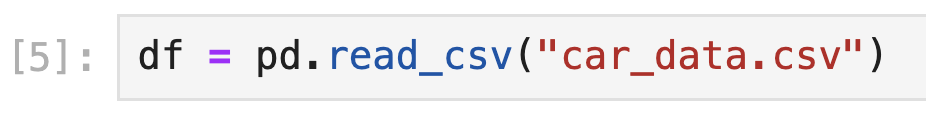 [5]: df = pd.read_csv("car_data.csv")